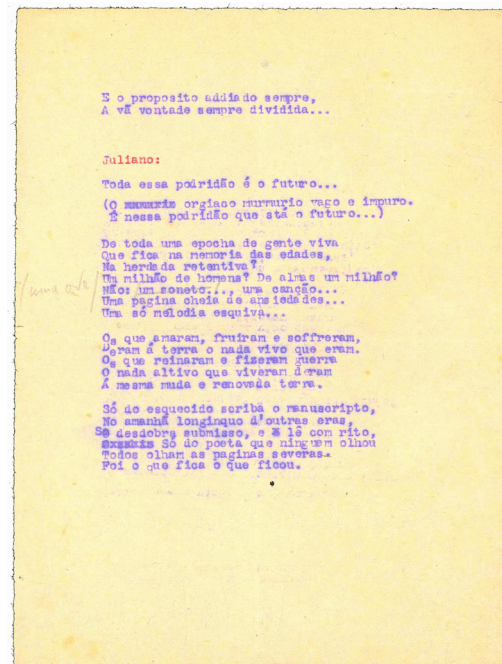 E o proposito addiado sempre,
A vã vontade sempre dividida...
Juliano:
Toda essa podridão é o futuro...
(O orgiaco murmurio vago e impuro.
É nessa podridão que stá o futuro...)
De toda uma epocha de gente viva
Que fica na memoria das edades,
Na herdada retentiva?
Um milhão de homens? De almas um milhão?
Não: um soneto..., uma canção...
/uma ode/
Uma pagina cheia de anciedades...
Uma só melodia esquiva...
Os que amaram, fruiram e soffreram,
Deram á terra o nada vivo que eram.
Os que reinaram e fizeram guerra
O nada altivo que viveram deram
Á mesma muda e renovada terra.
Só do esquecido scriba o manuscripto,
No amanhã longinquo d'outras eras,
Se desdobra submisso, e lê com rito,
Só do poeta que ninguem olhou
Todos olham as paginas severas.
Foi o que fica o que ficou.